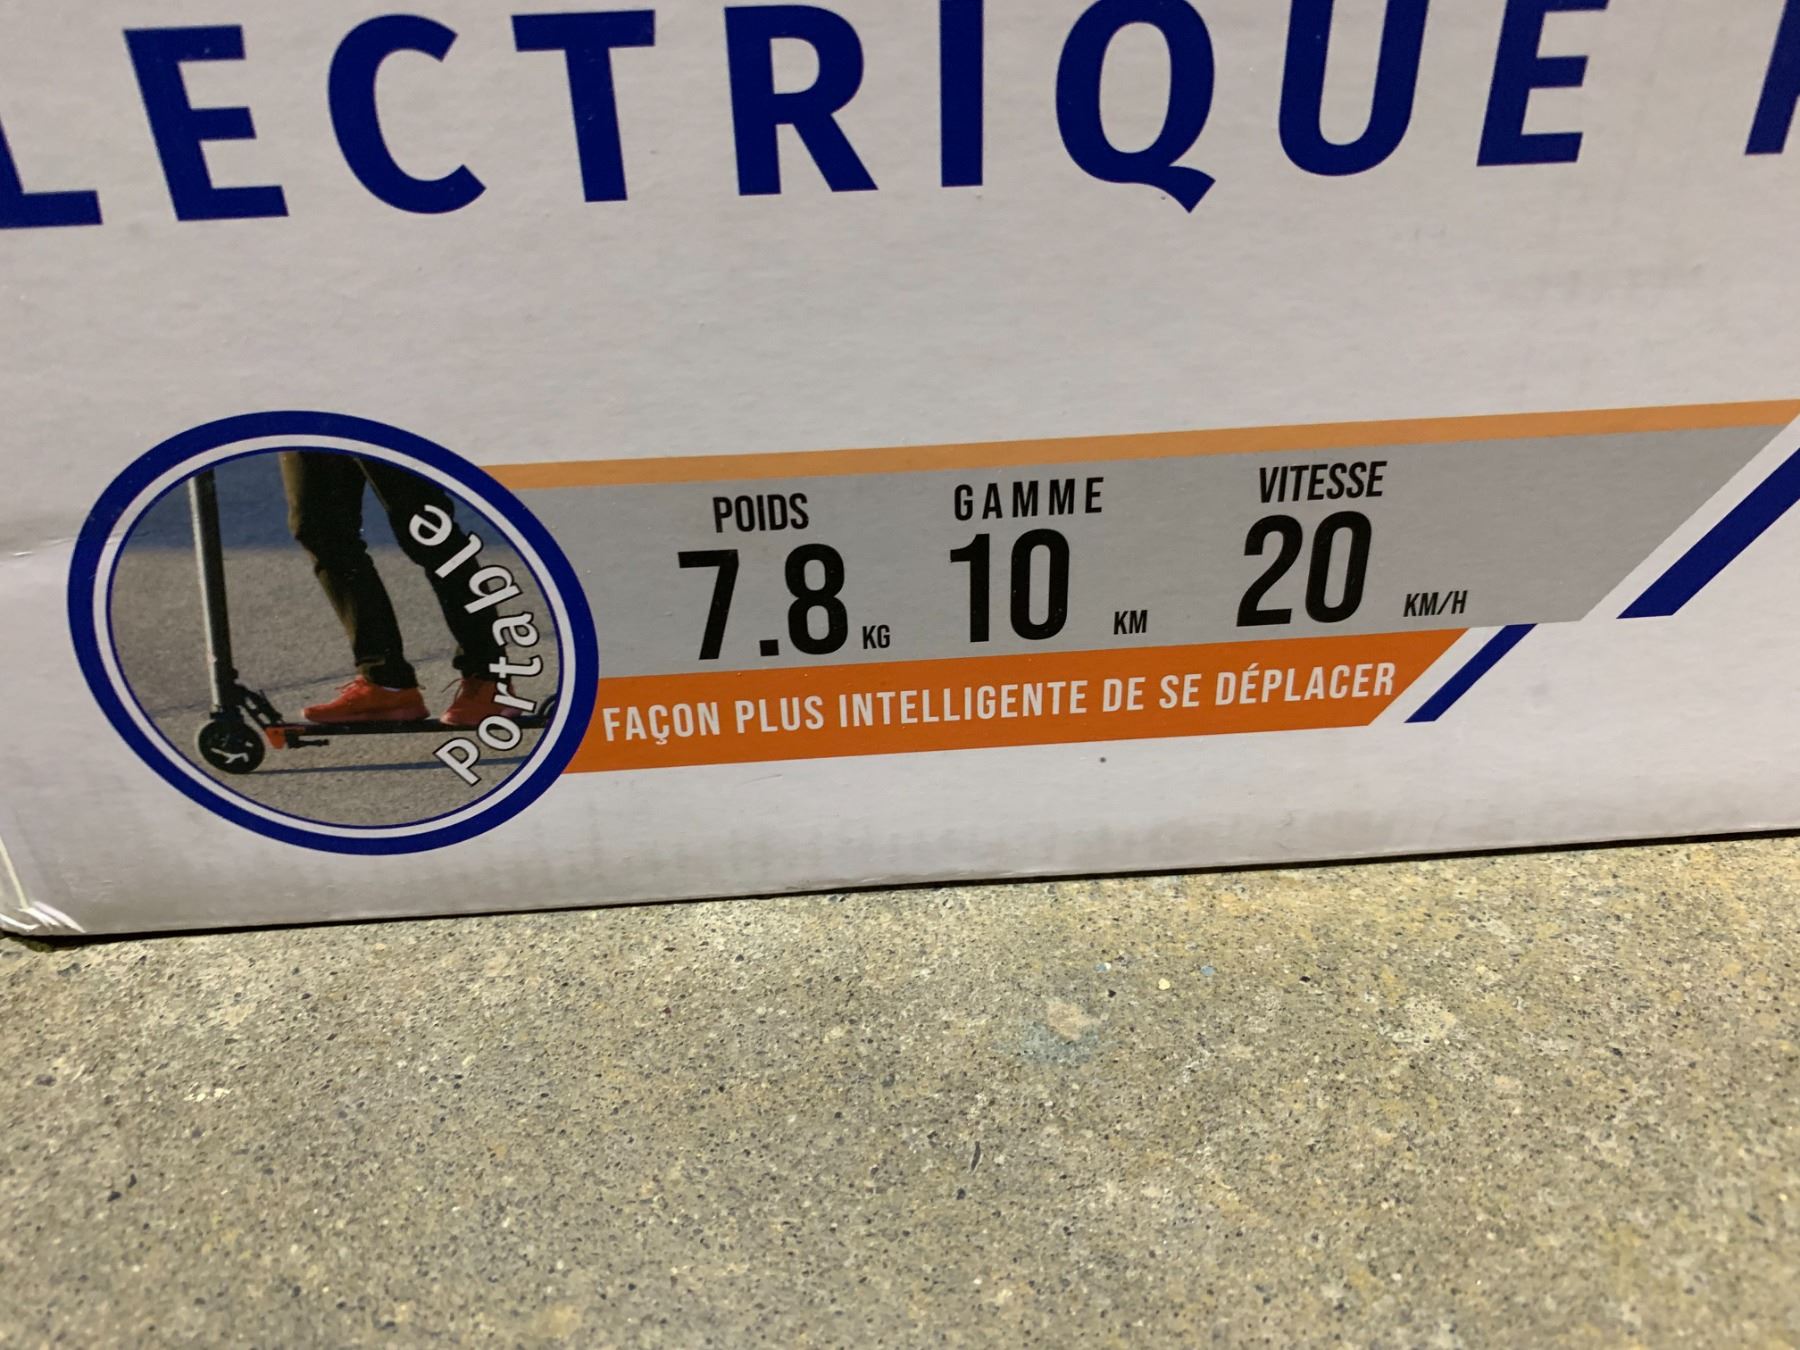 LECTRIQUE
Portable
POIDS GAMME VITESSE
7.8 KG 10 KM 20 KM/H
FAÇON PLUS INTELLIGENTE DE SE DÉPLACER